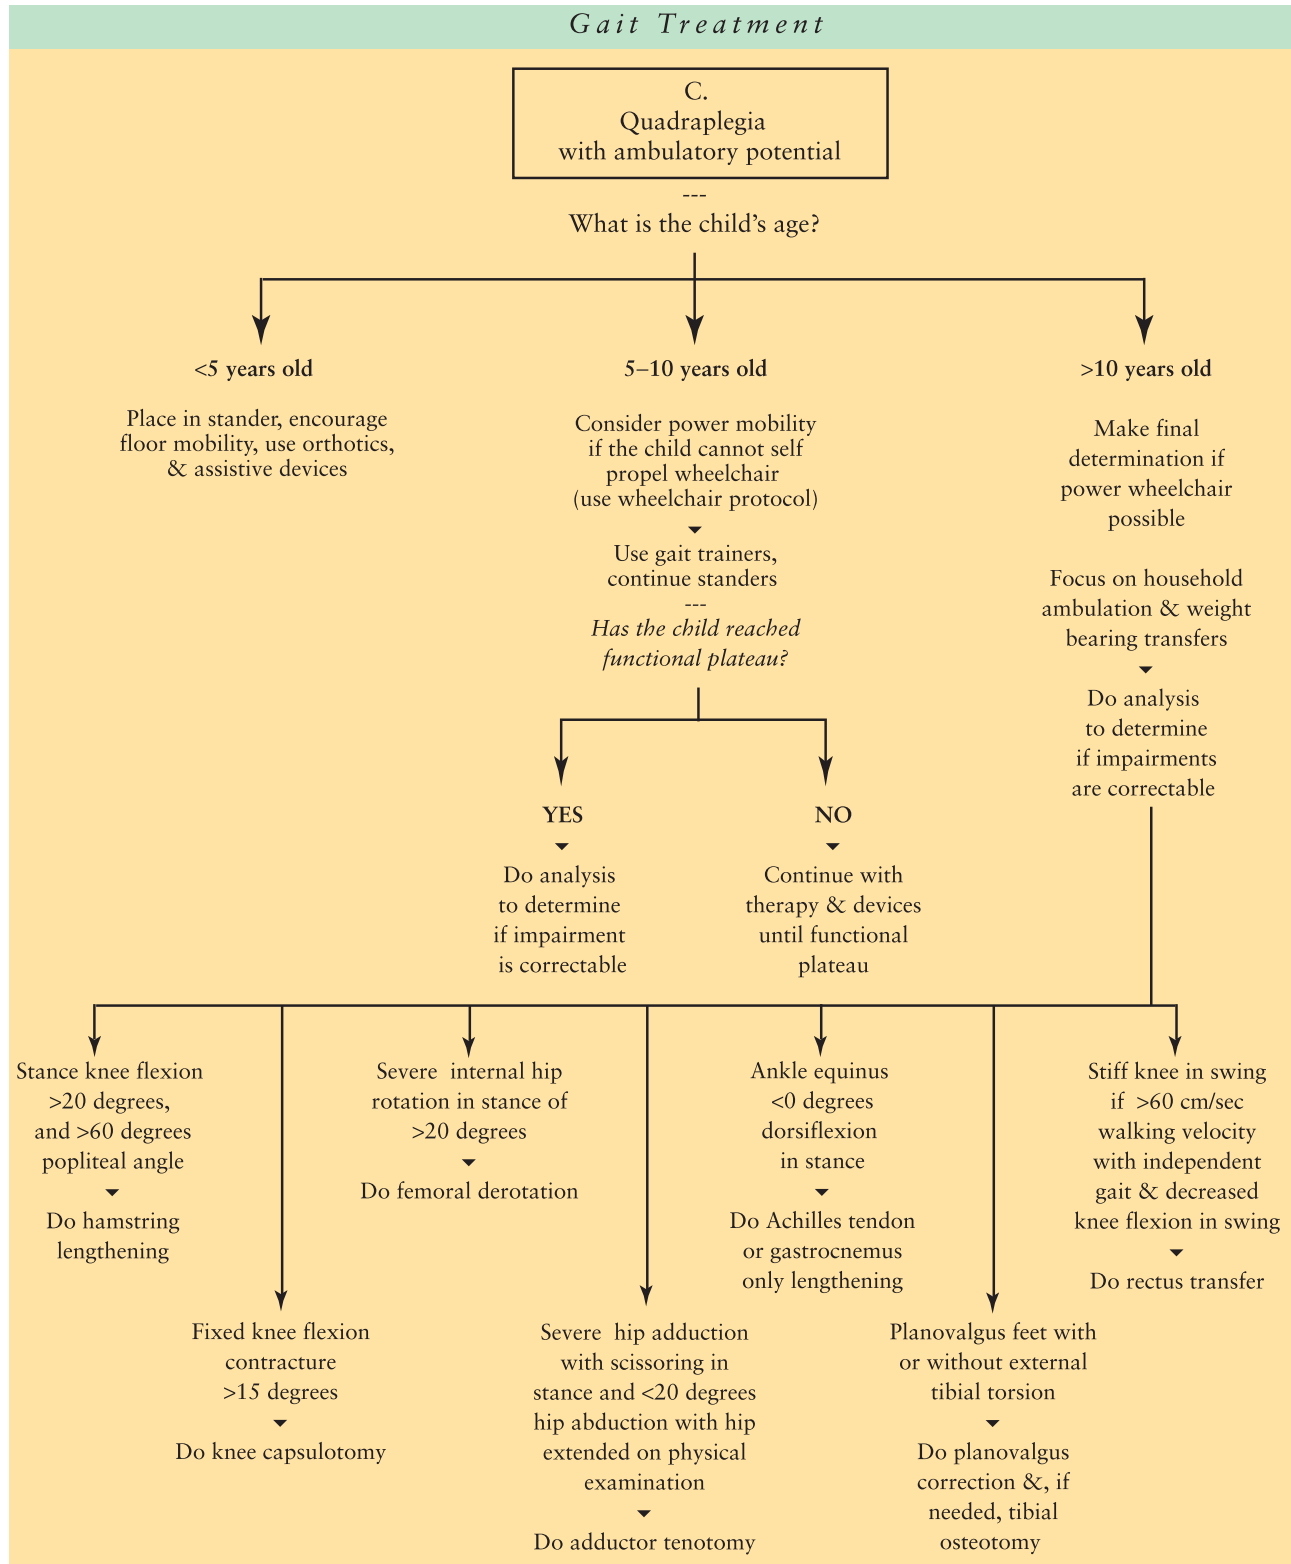 Gait Treatment
C.
Quadraplegia
with ambulatory potential
---
What is the child's age?
<5 years old
Place in stander, encourage
floor mobility, use orthotics,
& assistive devices
5–10 years old
Consider power mobility
if the child cannot self
propel wheelchair
(use wheelchair protocol)
Use gait trainers,
continue standers
---
Has the child reached
functional plateau?
YES
Do analysis
to determine
if impairment
is correctable
NO
Continue with
therapy & devices
until functional
plateau
>10 years old
Make final
determination if
power wheelchair
possible
Focus on household
ambulation & weight
bearing transfers
Do analysis
to determine
if impairments
are correctable
Stance knee flexion
>20 degrees,
and >60 degrees
popliteal angle
Do hamstring
lengthening
Fixed knee flexion
contracture
>15 degrees
Do knee capsulotomy
Severe internal hip
rotation in stance of
>20 degrees
Do femoral derotation
Severe hip adduction
with scissoring in
stance and <20 degrees
hip abduction with hip
extended on physical
examination
Do adductor tenotomy
Ankle equinus
<0 degrees
dorsiflexion
in stance
Do Achilles tendon
or gastrocnemus
only lengthening
Planovalgus feet with
or without external
tibial torsion
Do planovalgus
correction &, if
needed, tibial
osteotomy
Stiff knee in swing
if >60 cm/sec
walking velocity
with independent
gait & decreased
knee flexion in swing
Do rectus transfer